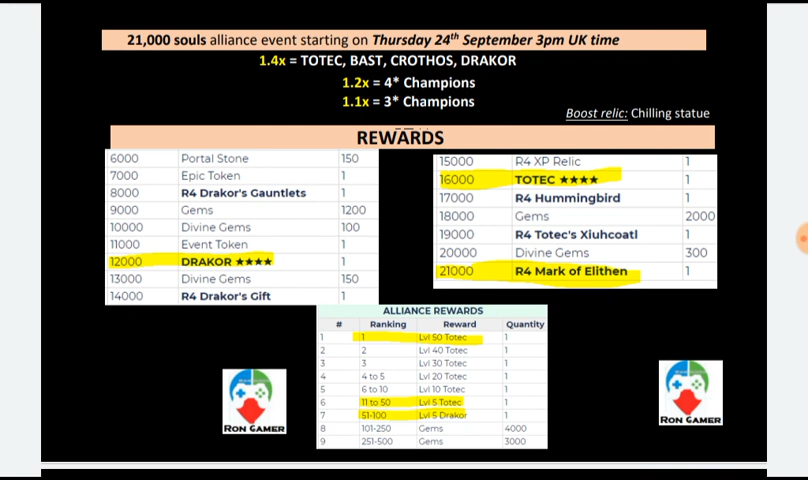 21,000 souls alliance event starting on Thursday 24th September 3pm UK time
1.4x = TOTEC, BAST, CROTHOS, DRAKOR
1.2x = 4* Champions
1.1x = 3* Champions
Boost relic: Chilling statue
REWARDS
6000 Portal Stone 150
7000 Epic Token 1
8000 R4 Drakor's Gauntlets 1
9000 Gems 1200
10000 Divine Gems 100
11000 Event Token 1
12000 DRAKOR ★★★★ 1
13000 Divine Gems 150
14000 R4 Drakor's Gift 1
15000 R4 XP Relic 1
16000 TOTEC ★★★★ 1
17000 R4 Hummingbird 1
18000 Gems 2000
19000 R4 Totec's Xiuhcoatl 1
20000 Divine Gems 300
21000 R4 Mark of Elithen 1
ALLIANCE REWARDS
# Ranking Reward Quantity
1 1 Lvl 50 Totec 1
2 2 Lvl 40 Totec 1
3 3 Lvl 30 Totec 1
4 4 to 5 Lvl 20 Totec 1
5 6 to 10 Lvl 10 Totec 1
6 11 to 50 Lvl 5 Totec 1
7 51-100 Lvl 5 Drakor 1
8 101-250 Gems 4000
9 251-500 Gems 3000
RON GAMER
RON GAMER